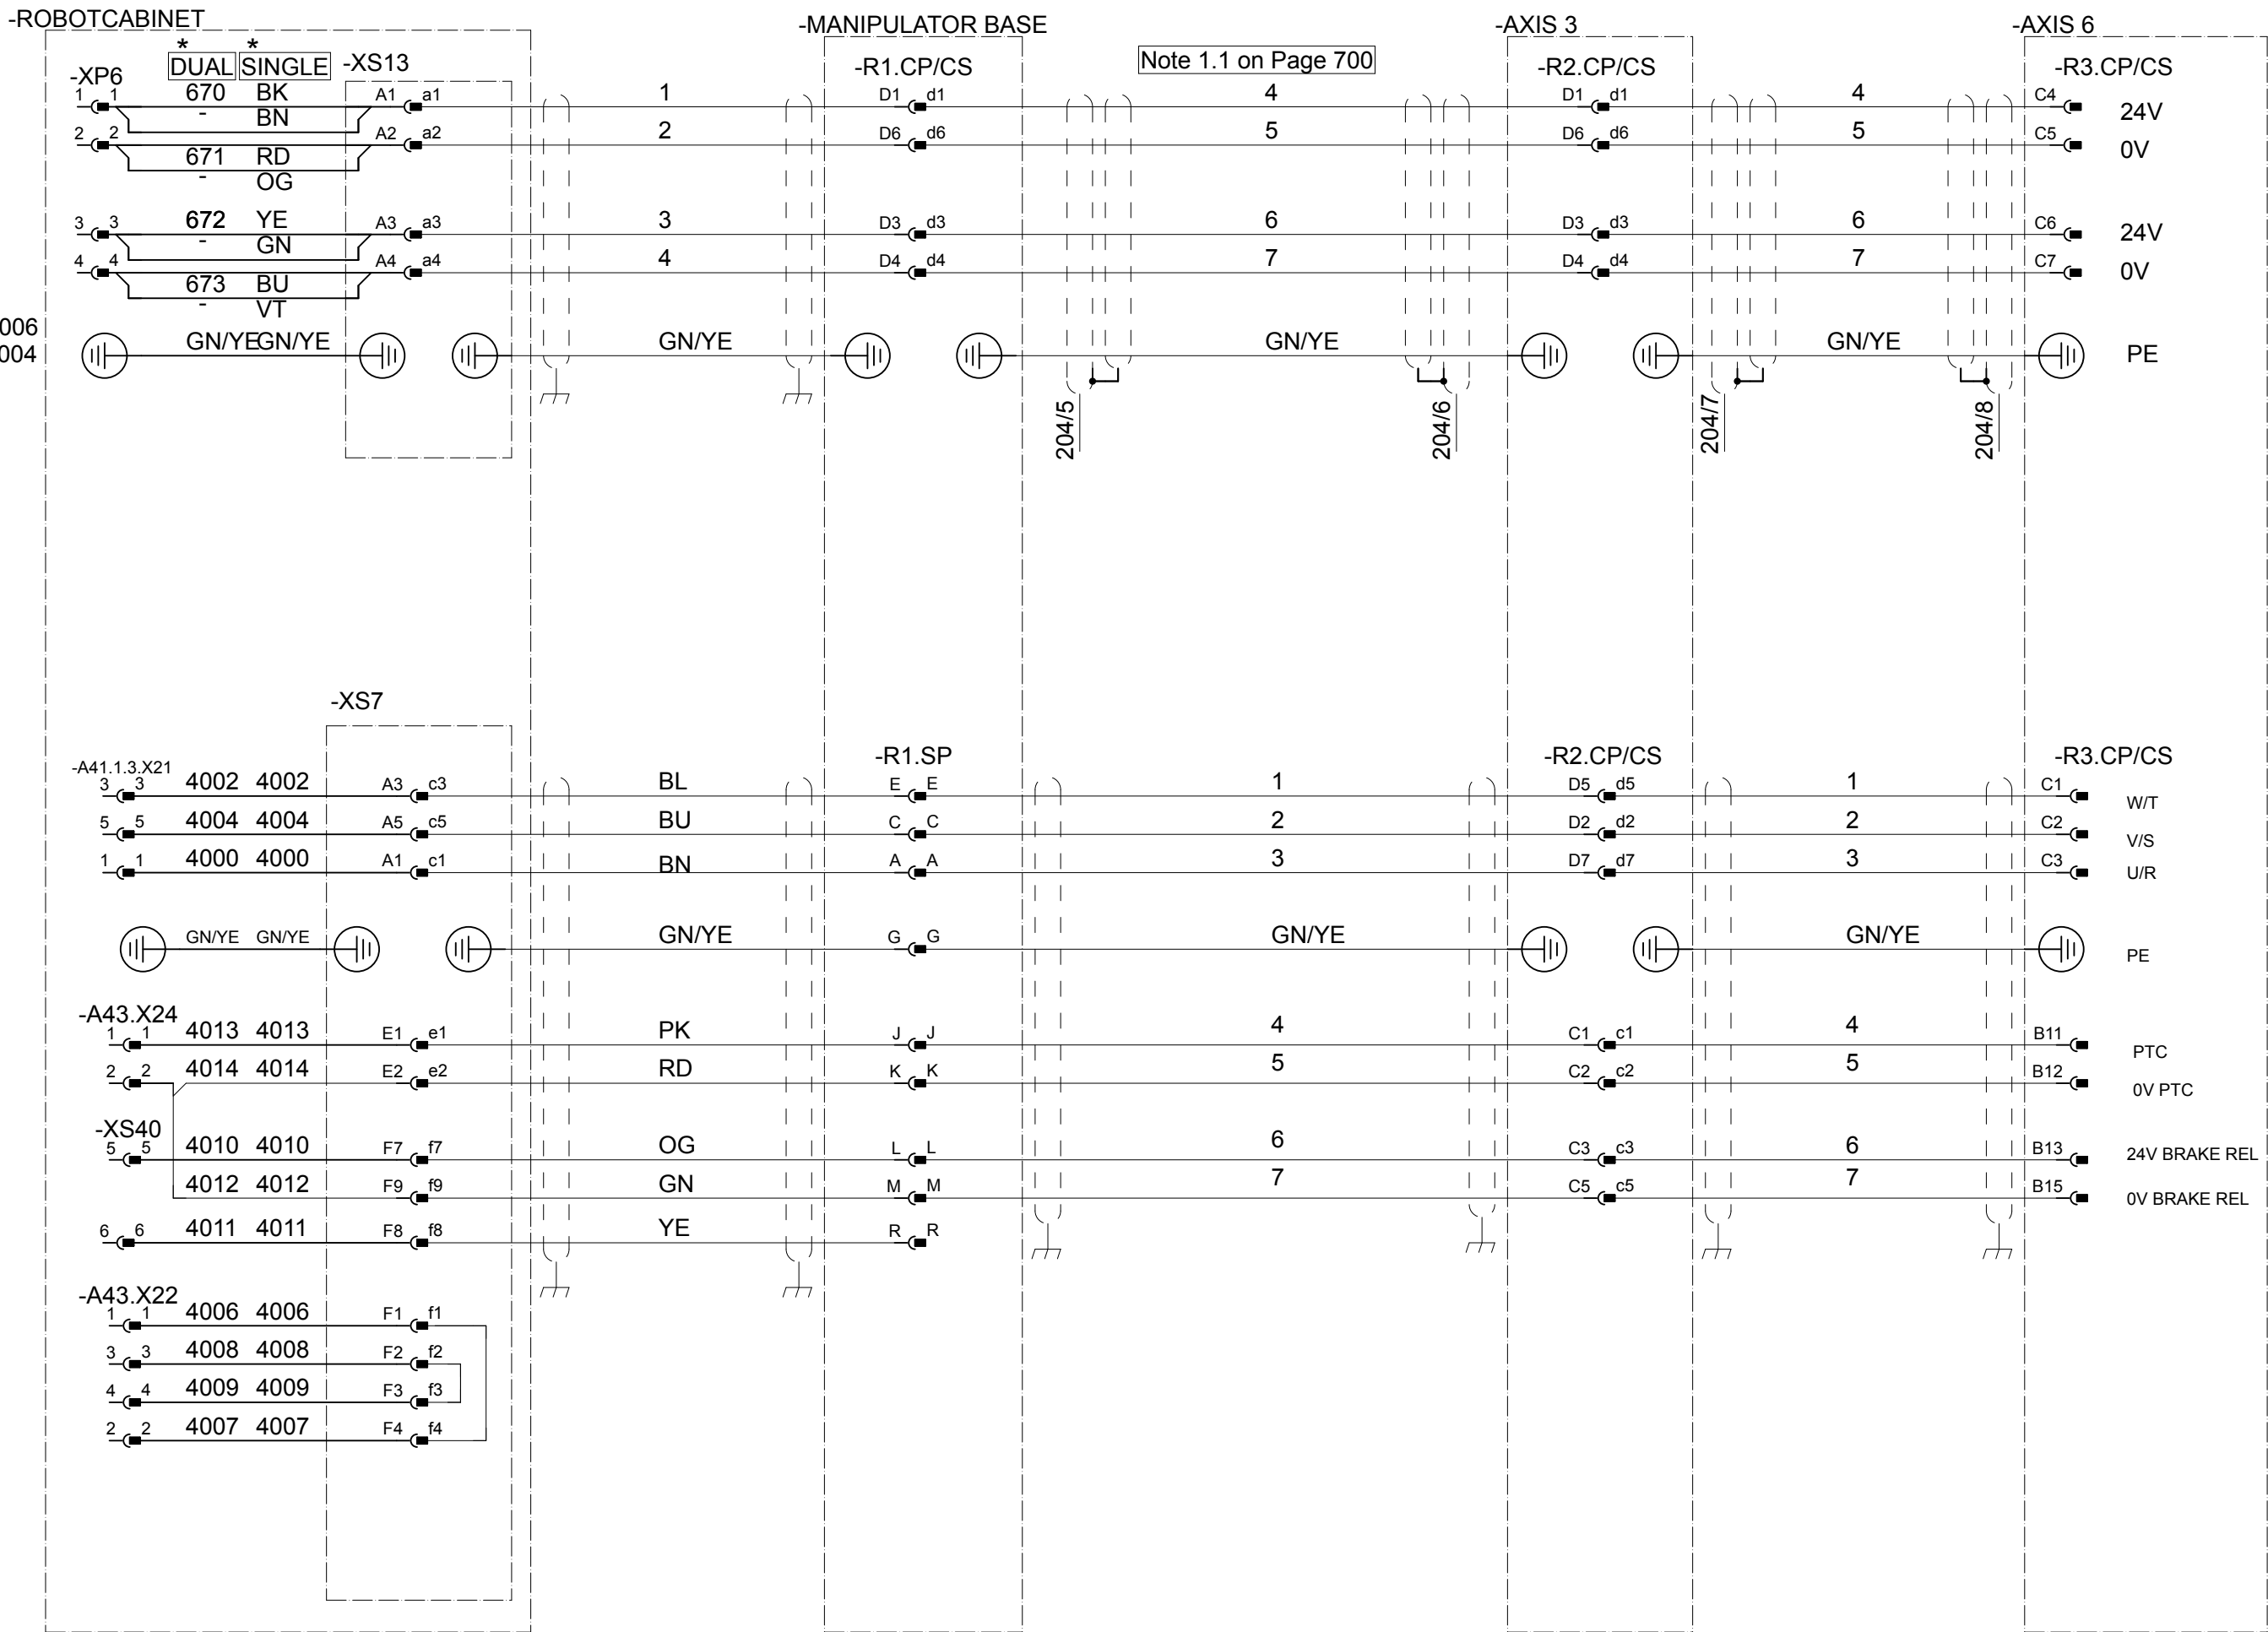 -ROBOTCABINET -MANIPULATOR BASE -AXIS 3 -AXIS 6
* *
DUAL SINGLE -XS13 -R1.CP/CS Note 1.1 on Page 700 -R2.CP/CS -R3.CP/CS
-XP6
1 1 670 BK A1 a1 1 D1 d1 4 D1 d1 4 C4 24V
- BN
2 2 A2 a2 2 D6 d6 5 D6 d6 5 C5 0V
671 RD
- OG
3 3 672 YE A3 a3 3 D3 d3 6 D3 d3 6 C6 24V
- GN
4 4 A4 a4 4 D4 d4 7 D4 d4 7 C7 0V
673 BU
- VT
006
004 GN/YE GN/YE GN/YE GN/YE GN/YE PE
204/5 204/6 204/7 204/8
-XS7
-A41.1.3.X21 -R1.SP -R2.CP/CS -R3.CP/CS
3 3 4002 4002 A3 c3 BL E E 1 D5 d5 1 C1 W/T
5 5 4004 4004 A5 c5 BU C C 2 D2 d2 2 C2 V/S
1 1 4000 4000 A1 c1 BN A A 3 D7 d7 3 C3 U/R
GN/YE GN/YE GN/YE G G GN/YE GN/YE PE
-A43.X24
1 1 4013 4013 E1 e1 PK J J 4 C1 c1 4 B11 PTC
2 2 4014 4014 E2 e2 RD K K 5 C2 c2 5 B12 0V PTC
-XS40
5 5 4010 4010 F7 f7 OG L L 6 C3 c3 6 B13 24V BRAKE REL
4012 4012 F9 f9 GN M M 7 C5 c5 7 B15 0V BRAKE REL
6 6 4011 4011 F8 f8 YE R R
-A43.X22
1 1 4006 4006 F1 f1
3 3 4008 4008 F2 f2
4 4 4009 4009 F3 f3
2 2 4007 4007 F4 f4